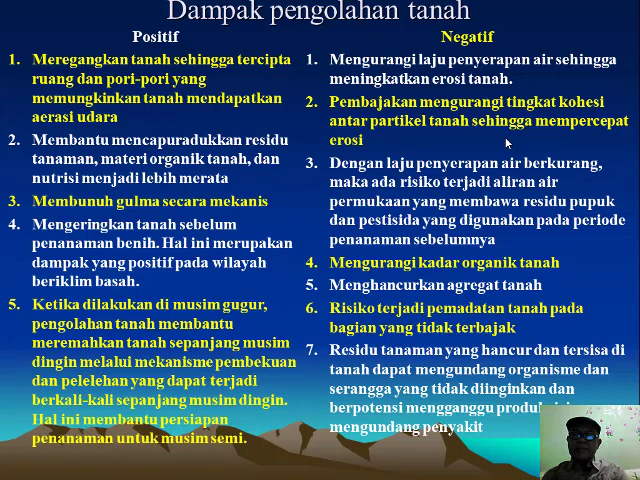 Dampak pengolahan tanah
Positif
1. Meregangkan tanah sehingga tercipta
ruang dan pori-pori yang
memungkinkan tanah mendapatkan
aerasi udara
2. Membantu mencapuradukkan residu
tanaman, materi organik tanah, dan
nutrisi menjadi lebih merata
3. Membunuh gulma secara mekanis
4. Mengeringkan tanah sebelum
penanaman benih. Hal ini merupakan
dampak yang positif pada wilayah
beriklim basah.
5. Ketika dilakukan di musim gugur,
pengolahan tanah membantu
meremahkan tanah sepanjang musim
dingin melalui mekanisme pembekuan
dan pelelehan yang dapat terjadi
berkali-kali sepanjang musim dingin.
Hal ini membantu persiapan
penanaman untuk musim semi.
Negatif
1. Mengurangi laju penyerapan air sehingga
meningkatkan erosi tanah.
2. Pembajakan mengurangi tingkat kohesi
antar partikel tanah sehingga mempercepat
erosi
3. Dengan laju penyerapan air berkurang,
maka ada risiko terjadi aliran air
permukaan yang membawa residu pupuk
dan pestisida yang digunakan pada periode
penanaman sebelumnya
4. Mengurangi kadar organik tanah
5. Menghancurkan agregat tanah
6. Risiko terjadi pemadatan tanah pada
bagian yang tidak terbajak
7. Residu tanaman yang hancur dan tersisa di
tanah dapat mengundang organisme dan
serangga yang tidak diinginkan dan
berpotensi mengganggu
mengundang penyakit